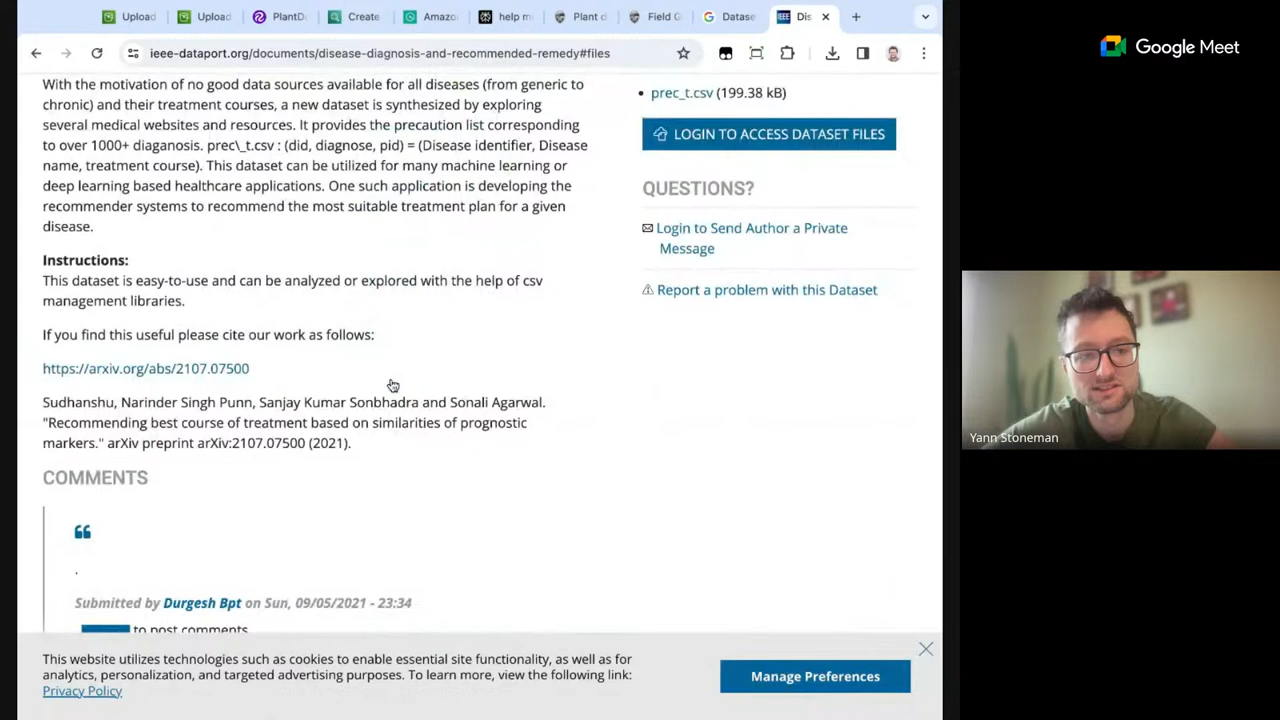 Upload
Upload
PlantD
Create
Amazo
help m
Plant d
Field G
Datase
Dis
ieee-dataport.org/documents/disease-diagnosis-and-recommended-remedy#files
Google Meet
With the motivation of no good data sources available for all diseases (from generic to
chronic) and their treatment courses, a new dataset is synthesized by exploring
several medical websites and resources. It provides the precaution list corresponding
to over 1000+ diaganosis. prec\_t.csv : (did, diagnose, pid) = (Disease identifier, Disease
name, treatment course). This dataset can be utilized for many machine learning or
deep learning based healthcare applications. One such application is developing the
recommender systems to recommend the most suitable treatment plan for a given
disease.
Instructions:
This dataset is easy-to-use and can be analyzed or explored with the help of csv
management libraries.
If you find this useful please cite our work as follows:
https://arxiv.org/abs/2107.07500
Sudhanshu, Narinder Singh Punn, Sanjay Kumar Sonbhadra and Sonali Agarwal.
"Recommending best course of treatment based on similarities of prognostic
markers." arXiv preprint arXiv:2107.07500 (2021).
COMMENTS
.
Submitted by Durgesh Bpt on Sun, 09/05/2021 - 23:34
to post comments
• prec_t.csv (199.38 kB)
LOGIN TO ACCESS DATASET FILES
QUESTIONS?
Login to Send Author a Private
Message
Report a problem with this Dataset
This website utilizes technologies such as cookies to enable essential site functionality, as well as for
analytics, personalization, and targeted advertising purposes. To learn more, view the following link:
Privacy Policy
Manage Preferences
Yann Stoneman